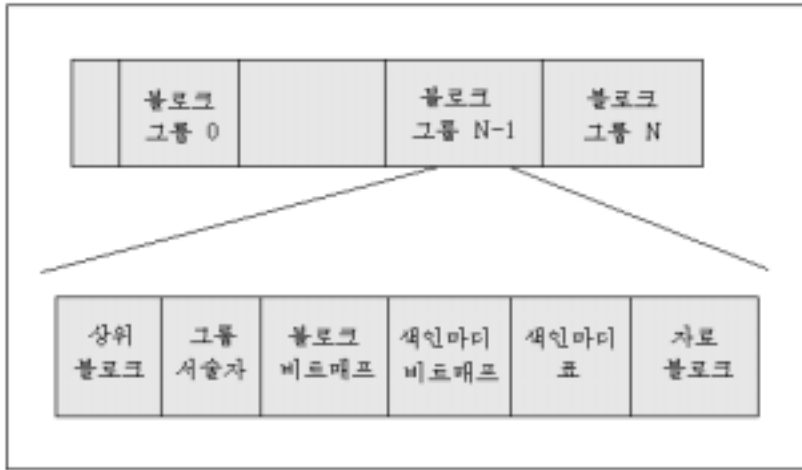 블로크
그룹 0
블로크
그룹 N-1
블로크
그룹 N
상위
블로크
그룹
서술자
블로크
비트매프
색인마디
비트매프
색인마디
표
자료
블로크